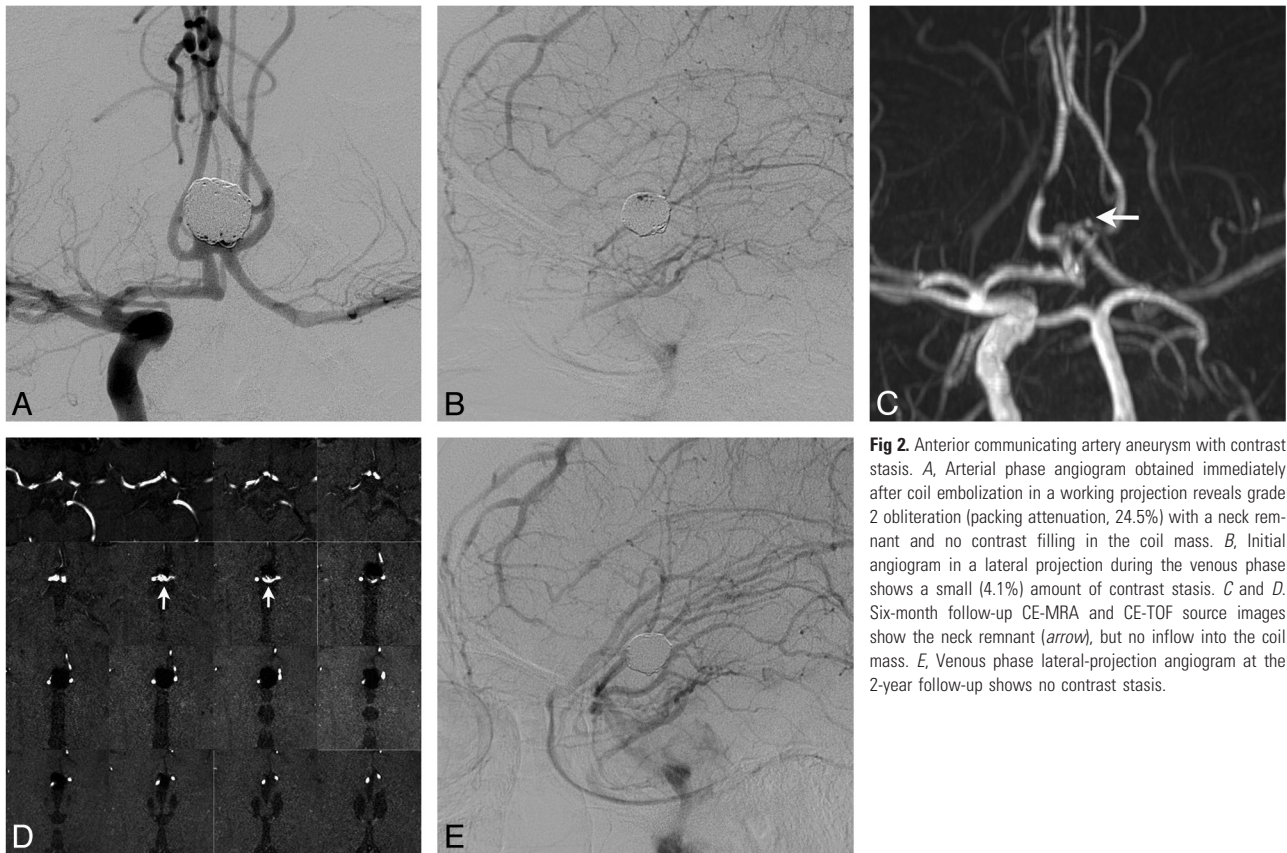 A
B
C
Fig 2. Anterior communicating artery aneurysm with contrast
stasis. A, Arterial phase angiogram obtained immediately
after coil embolization in a working projection reveals grade
2 obliteration (packing attenuation, 24.5%) with a neck rem-
nant and no contrast filling in the coil mass. B, Initial
angiogram in a lateral projection during the venous phase
shows a small (4.1%) amount of contrast stasis. C and D.
Six-month follow-up CE-MRA and CE-TOF source images
show the neck remnant (arrow), but no inflow into the coil
mass. E, Venous phase lateral-projection angiogram at the
2-year follow-up shows no contrast stasis.
D
E